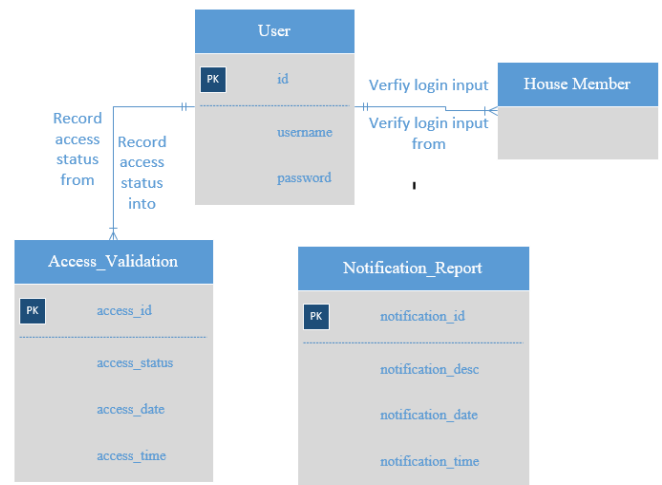 User
PK
id
username
password
Verfiy login input
Verify login input
from
House Member
Record
access
status
from
Record
access
status
into
Access_Validation
PK
access_id
access_status
access_date
access_time
Notification_Report
PK
notification_id
notification_desc
notification_date
notification_time